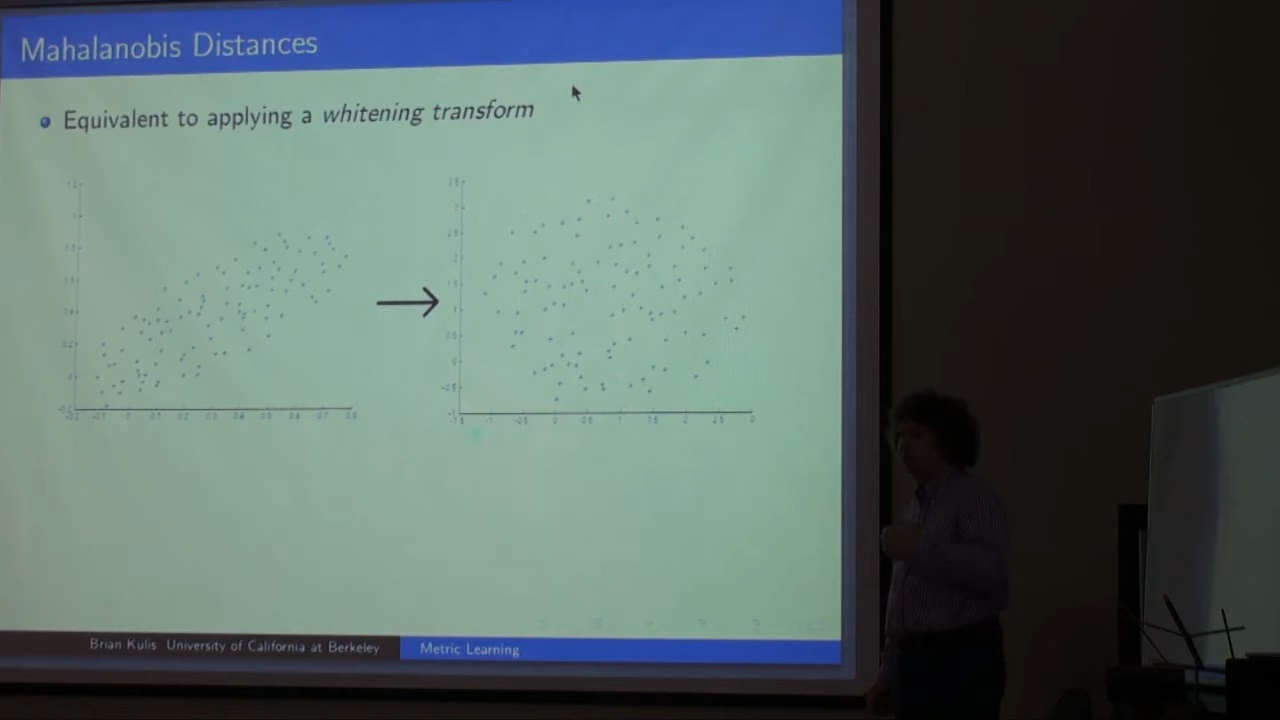 Mahalanobis Distances
Equivalent to applying a whitening transform
Brian Kulis University of California at Berkeley
Metric Learning